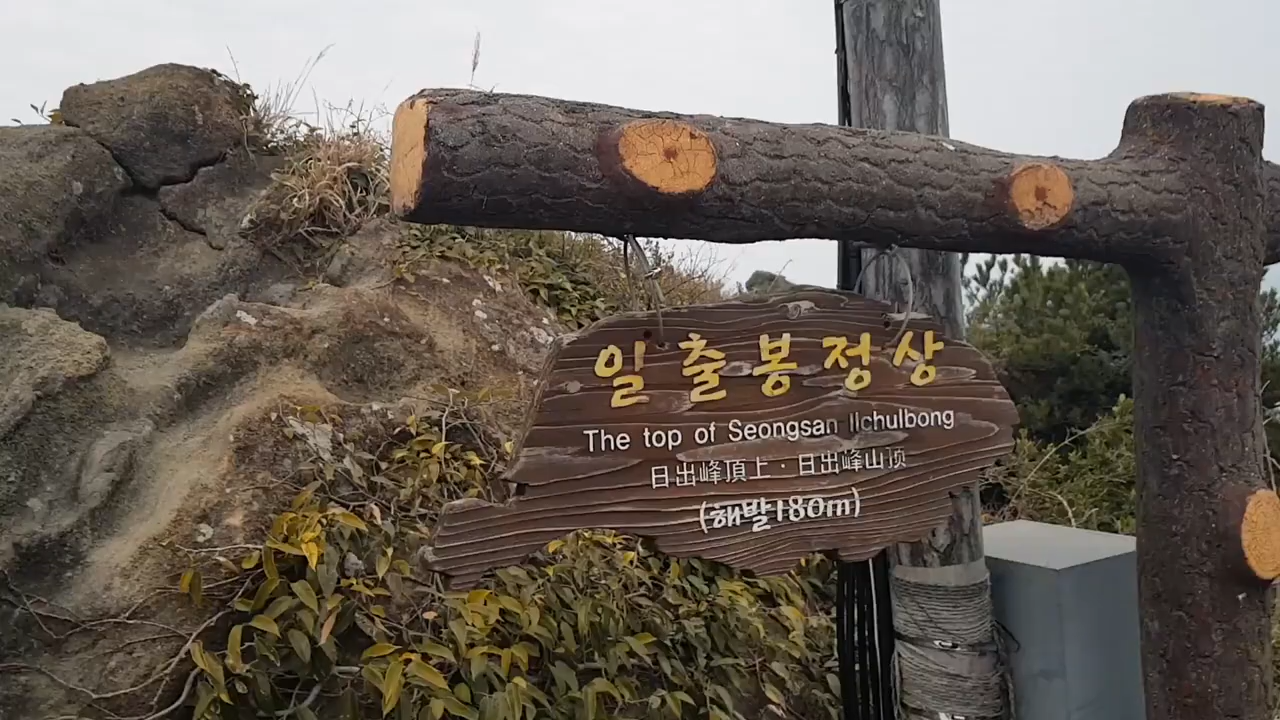 일출봉정상
The top of Seongsan Ilchulbong
日出峰頂上 · 日出峰山顶
(해발180m)